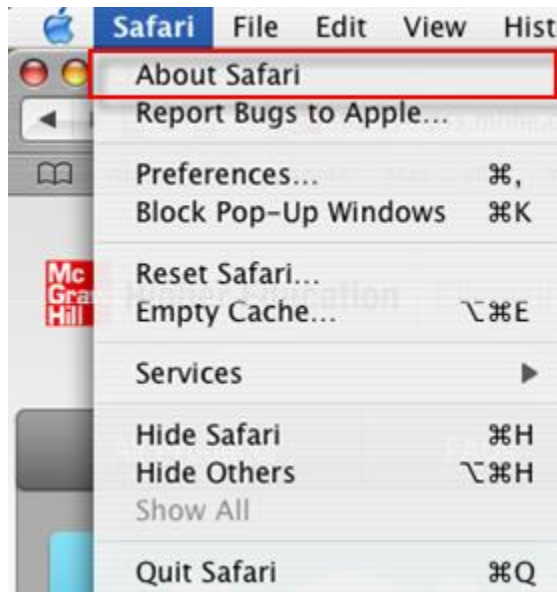 Safari File Edit View Hist
About Safari
Report Bugs to Apple...
Preferences... ⌘,
Block Pop-Up Windows ⌘K
Mc
Gra
Hill
Reset Safari...
Empty Cache... ⌥⌘E
Services
Hide Safari ⌘H
Hide Others ⌥⌘H
Show All
Quit Safari ⌘Q